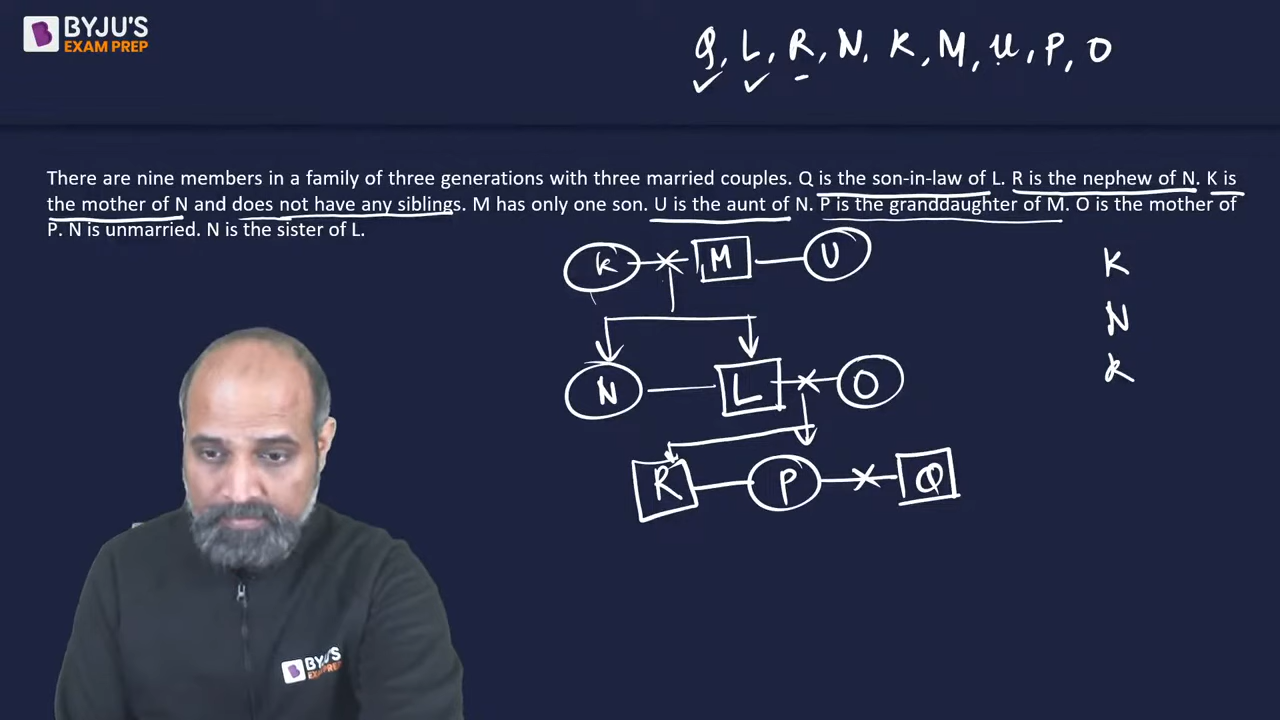 BYJU'S
EXAM PREP
Q, L, R, N, K, M, U, P, O
There are nine members in a family of three generations with three married couples. Q is the son-in-law of L. R is the nephew of N. K is
the mother of N and does not have any siblings. M has only one son. U is the aunt of N. P is the granddaughter of M. O is the mother of
P. N is unmarried. N is the sister of L.
K M U
K
N L O
N
K
R P Q
BYJU'S
EXAM PREP